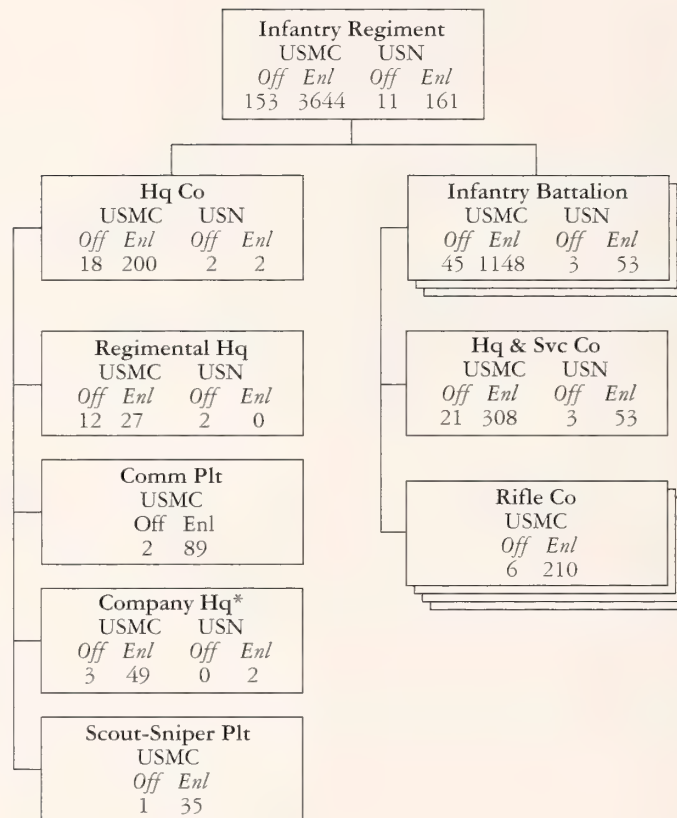 Infantry Regiment
USMC USN
Off Enl Off Enl
153 3644 11 161
Hq Co
USMC USN
Off Enl Off Enl
18 200 2 2
Regimental Hq
USMC USN
Off Enl Off Enl
12 27 2 0
Comm Plt
USMC
Off Enl
2 89
Company Hq*
USMC USN
Off Enl Off Enl
3 49 0 2
Scout-Sniper Plt
USMC
Off Enl
1 35
Infantry Battalion
USMC USN
Off Enl Off Enl
45 1148 3 53
Hq & Svc Co
USMC USN
Off Enl Off Enl
21 308 3 53
Rifle Co
USMC
Off Enl
6 210